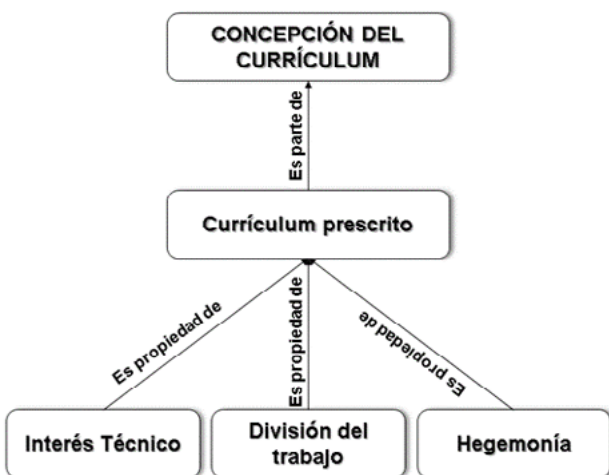 CONCEPCIÓN DEL
CURRÍCULUM
Es parte de
Currículum prescrito
Es propiedad de
Es propiedad de
Es propiedad de
Interés Técnico
División del
trabajo
Hegemonía